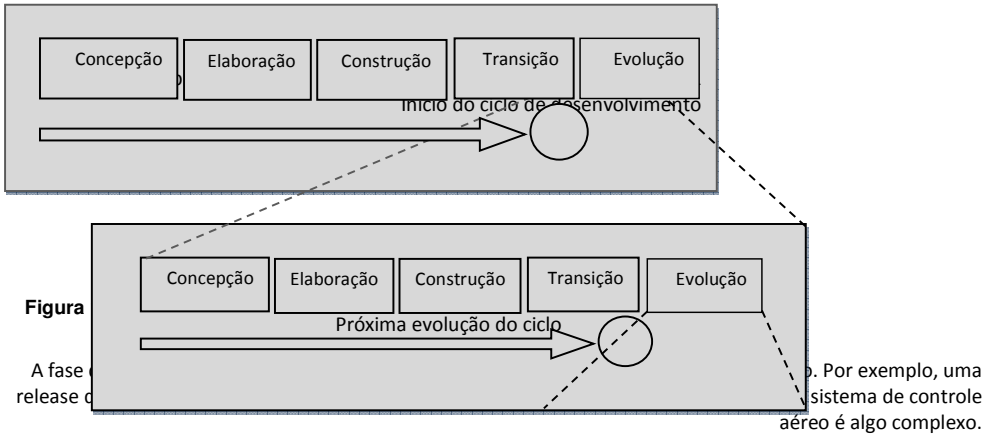 Concepção Elaboração Construção Transição Evolução
Início do ciclo de desenvolvimento
Concepção Elaboração Construção Transição Evolução
Figura
Próxima evolução do ciclo
A fase . Por exemplo, uma
release sistema de controle
aéreo é algo complexo.